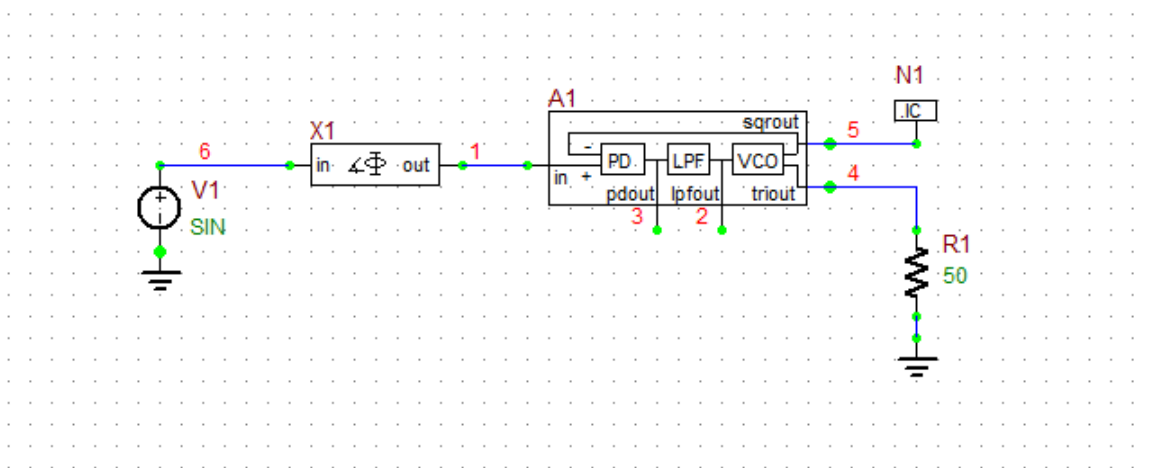 N1
.IC
A1
sqrout
5
X1
6
in ∡Φ out
1
-
PD
LPF
VCO
in +
4
V1
+
pdout
lpfout
triout
SIN
3
2
R1
50